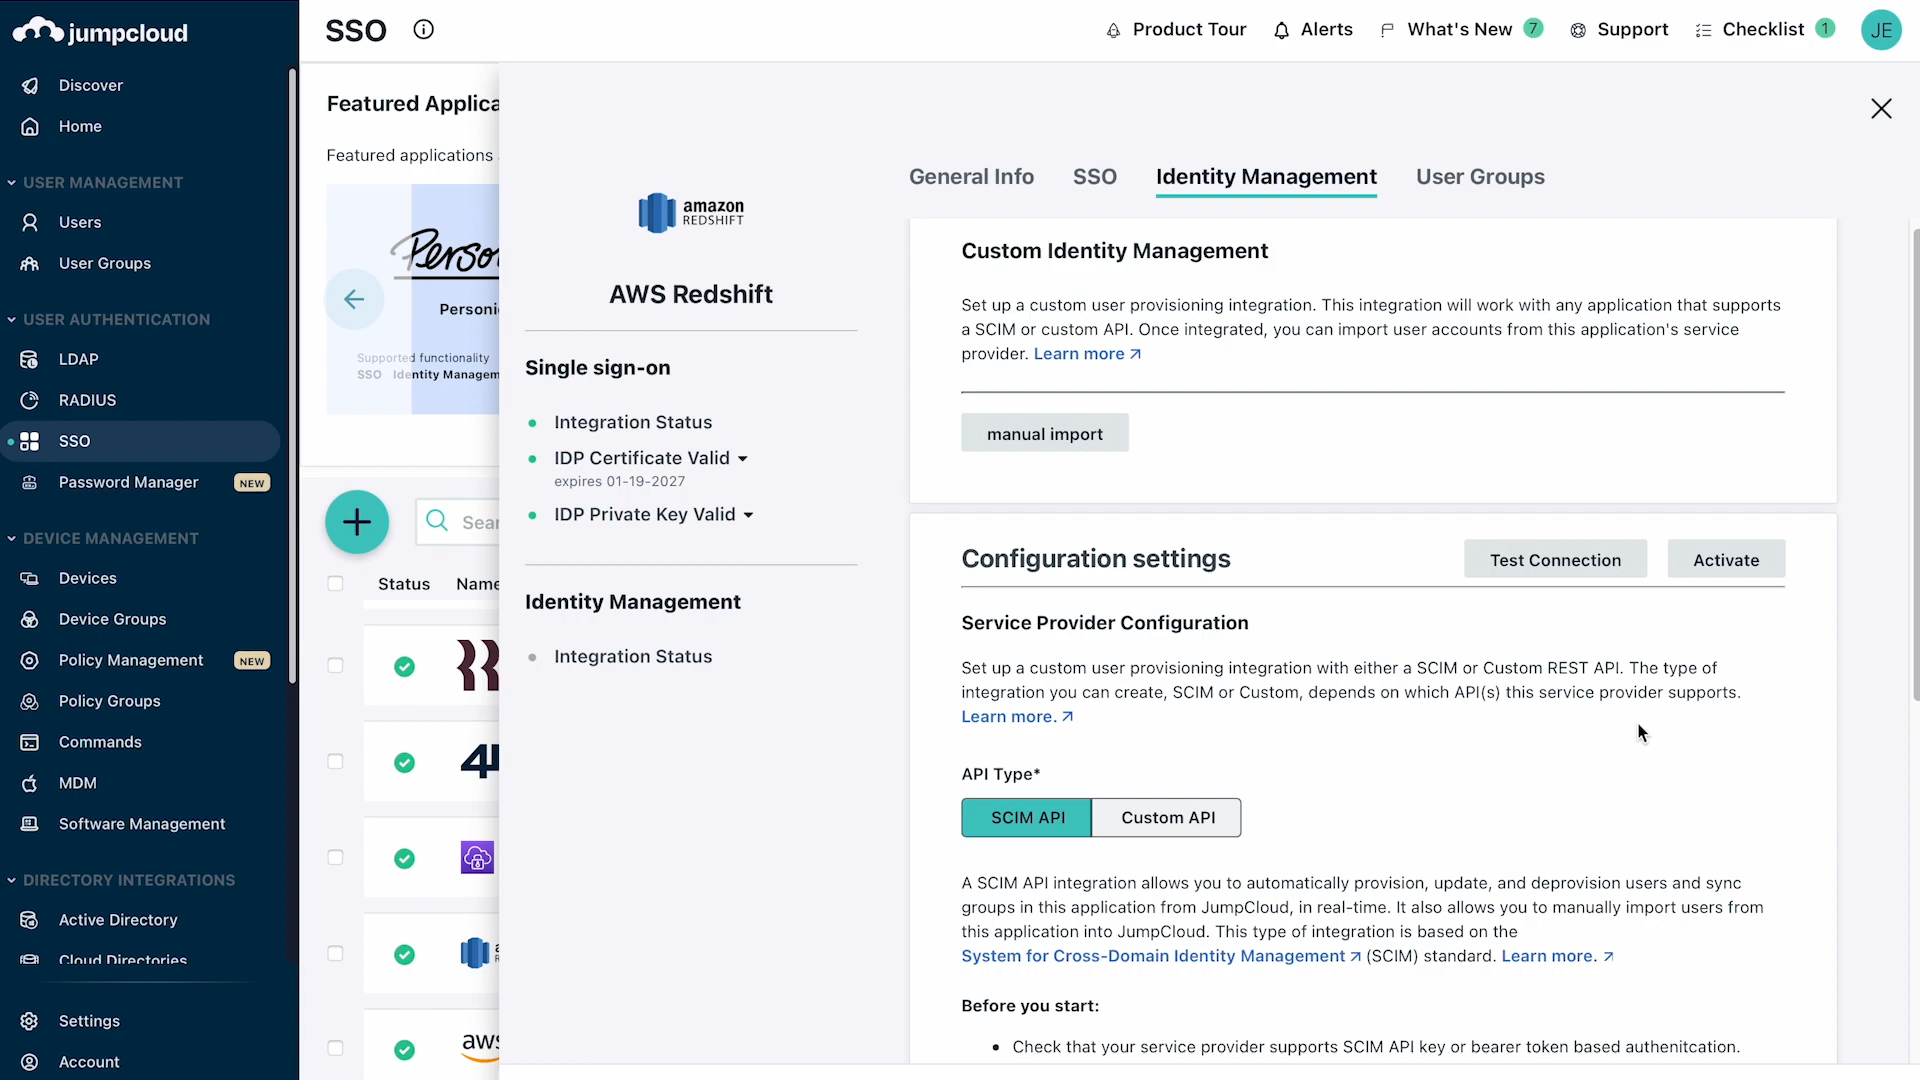 jumpcloud
Discover
Home
USER MANAGEMENT
Users
User Groups
USER AUTHENTICATION
LDAP
RADIUS
SSO
Password Manager NEW
DEVICE MANAGEMENT
Devices
Device Groups
Policy Management NEW
Policy Groups
Commands
MDM
Software Management
DIRECTORY INTEGRATIONS
Active Directory
Cloud Directories
Settings
Account
SSO
Product Tour
Alerts
What's New 7
Support
Checklist 1
JE
Featured Applica
Featured applications
Perso
Personi
Supported functionality
SSO Identity Managem
Sear
Status Name
aws
amazon
REDSHIFT
AWS Redshift
Single sign-on
Integration Status
IDP Certificate Valid
expires 01-19-2027
IDP Private Key Valid
Identity Management
Integration Status
General Info SSO Identity Management User Groups
Custom Identity Management
Set up a custom user provisioning integration. This integration will work with any application that supports
a SCIM or custom API. Once integrated, you can import user accounts from this application's service
provider. Learn more
manual import
Configuration settings
Test Connection
Activate
Service Provider Configuration
Set up a custom user provisioning integration with either a SCIM or Custom REST API. The type of
integration you can create, SCIM or Custom, depends on which API(s) this service provider supports.
Learn more.
API Type*
SCIM API Custom API
A SCIM API integration allows you to automatically provision, update, and deprovision users and sync
groups in this application from JumpCloud, in real-time. It also allows you to manually import users from
this application into JumpCloud. This type of integration is based on the
System for Cross-Domain Identity Management (SCIM) standard. Learn more.
Before you start:
• Check that your service provider supports SCIM API key or bearer token based authenitcation.